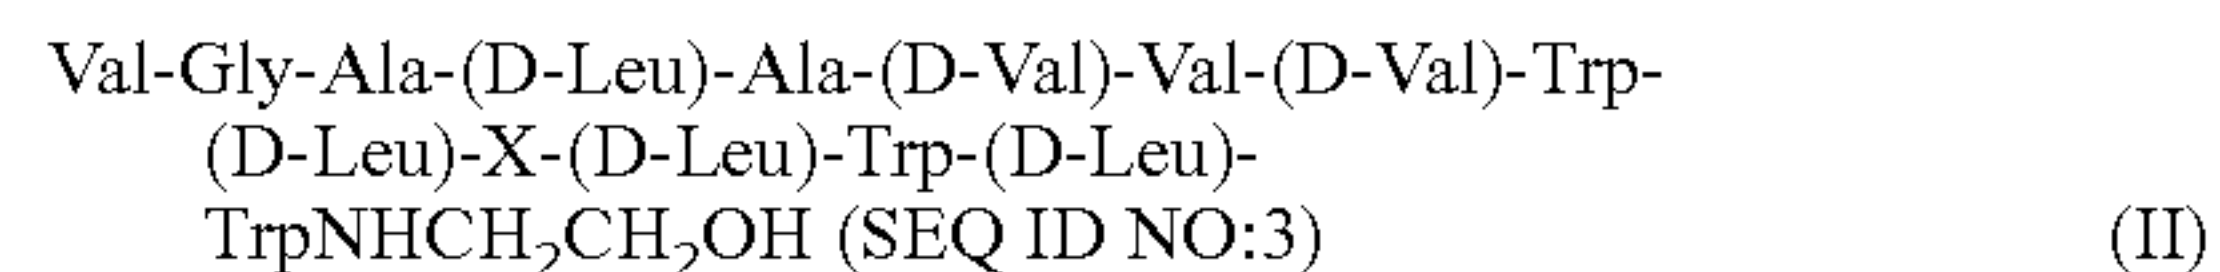 Val-Gly-Ala-(D-Leu)-Ala-(D-Val)-Val-(D-Val)-Trp-
(D-Leu)-X-(D-Leu)-Trp-(D-Leu)-
TrpNHCH₂CH₂OH (SEQ ID NO:3) (II)